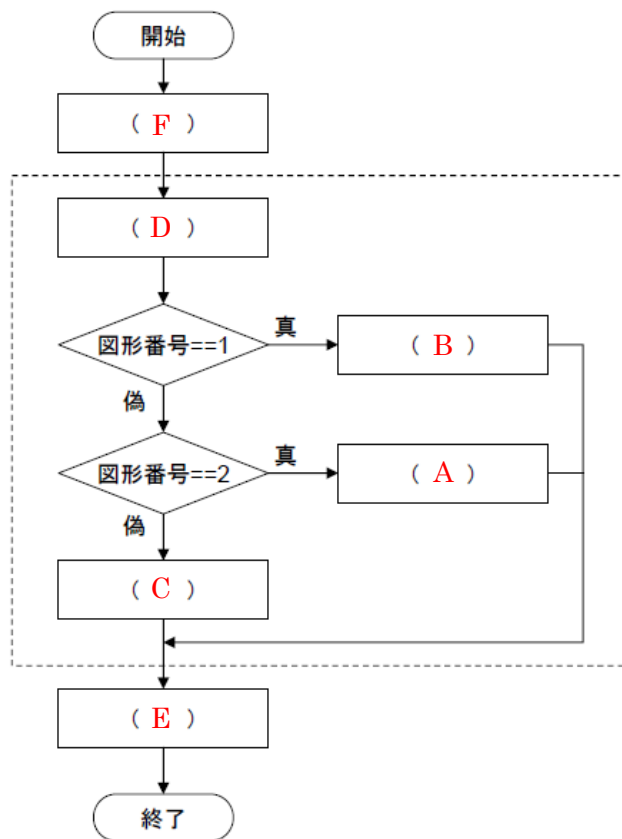 開始
( F )
( D )
図形番号==1
真
( B )
偽
図形番号==2
真
( A )
偽
( C )
( E )
終了